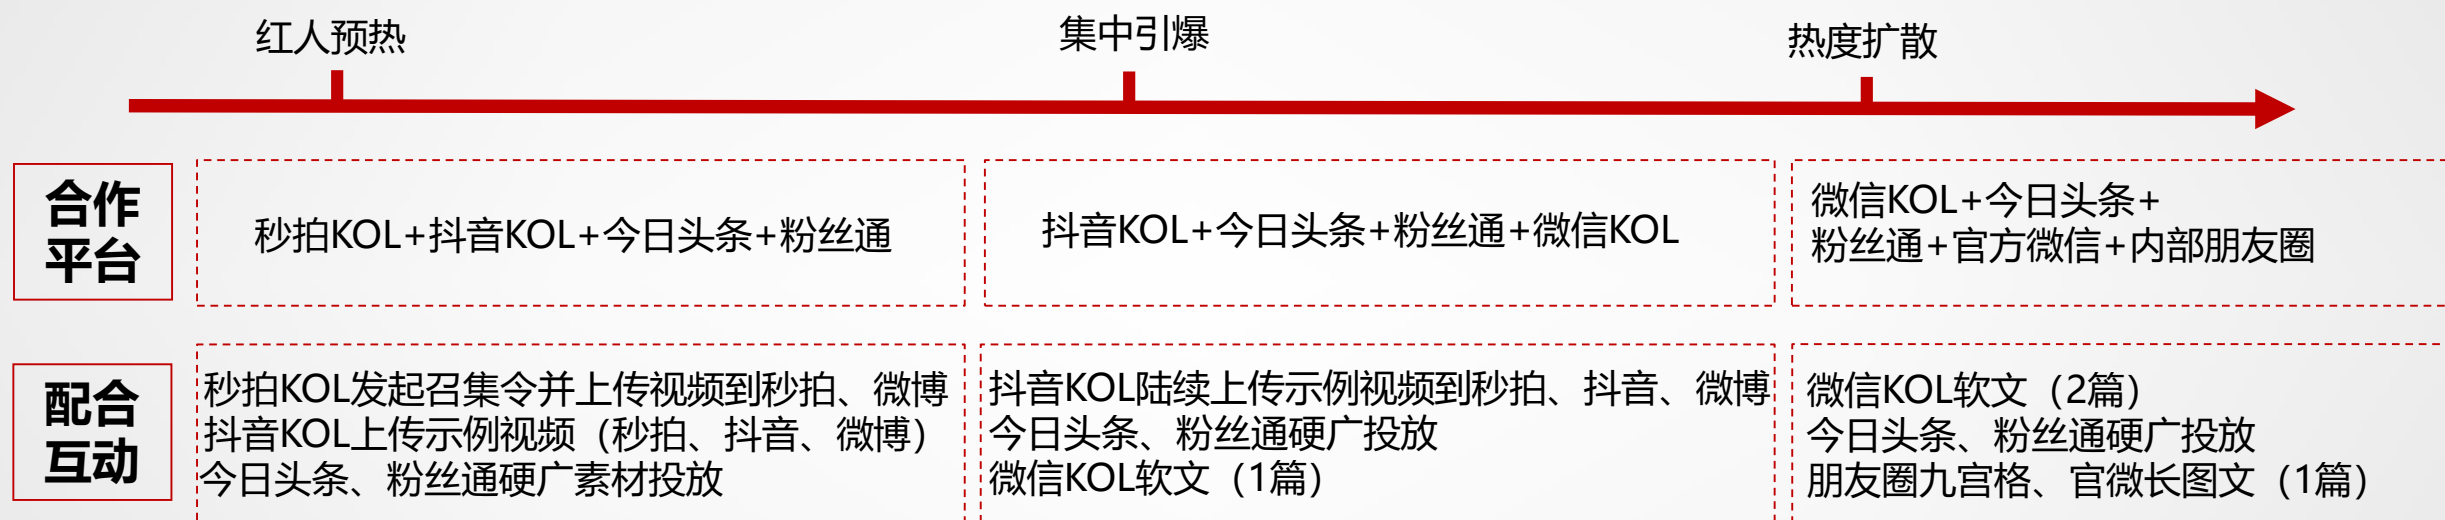 红人预热
集中引爆
热度扩散
合作
平台
秒拍KOL+抖音KOL+今日头条+粉丝通
抖音KOL+今日头条+粉丝通+微信KOL
微信KOL+今日头条+
粉丝通+官方微信+内部朋友圈
配合
互动
秒拍KOL发起召集令并上传视频到秒拍、微博
抖音KOL上传示例视频（秒拍、抖音、微博）
今日头条、粉丝通硬广素材投放
抖音KOL陆续上传示例视频到秒拍、抖音、微博
今日头条、粉丝通硬广投放
微信KOL软文（1篇）
微信KOL软文（2篇）
今日头条、粉丝通硬广投放
朋友圈九宫格、官微长图文（1篇）